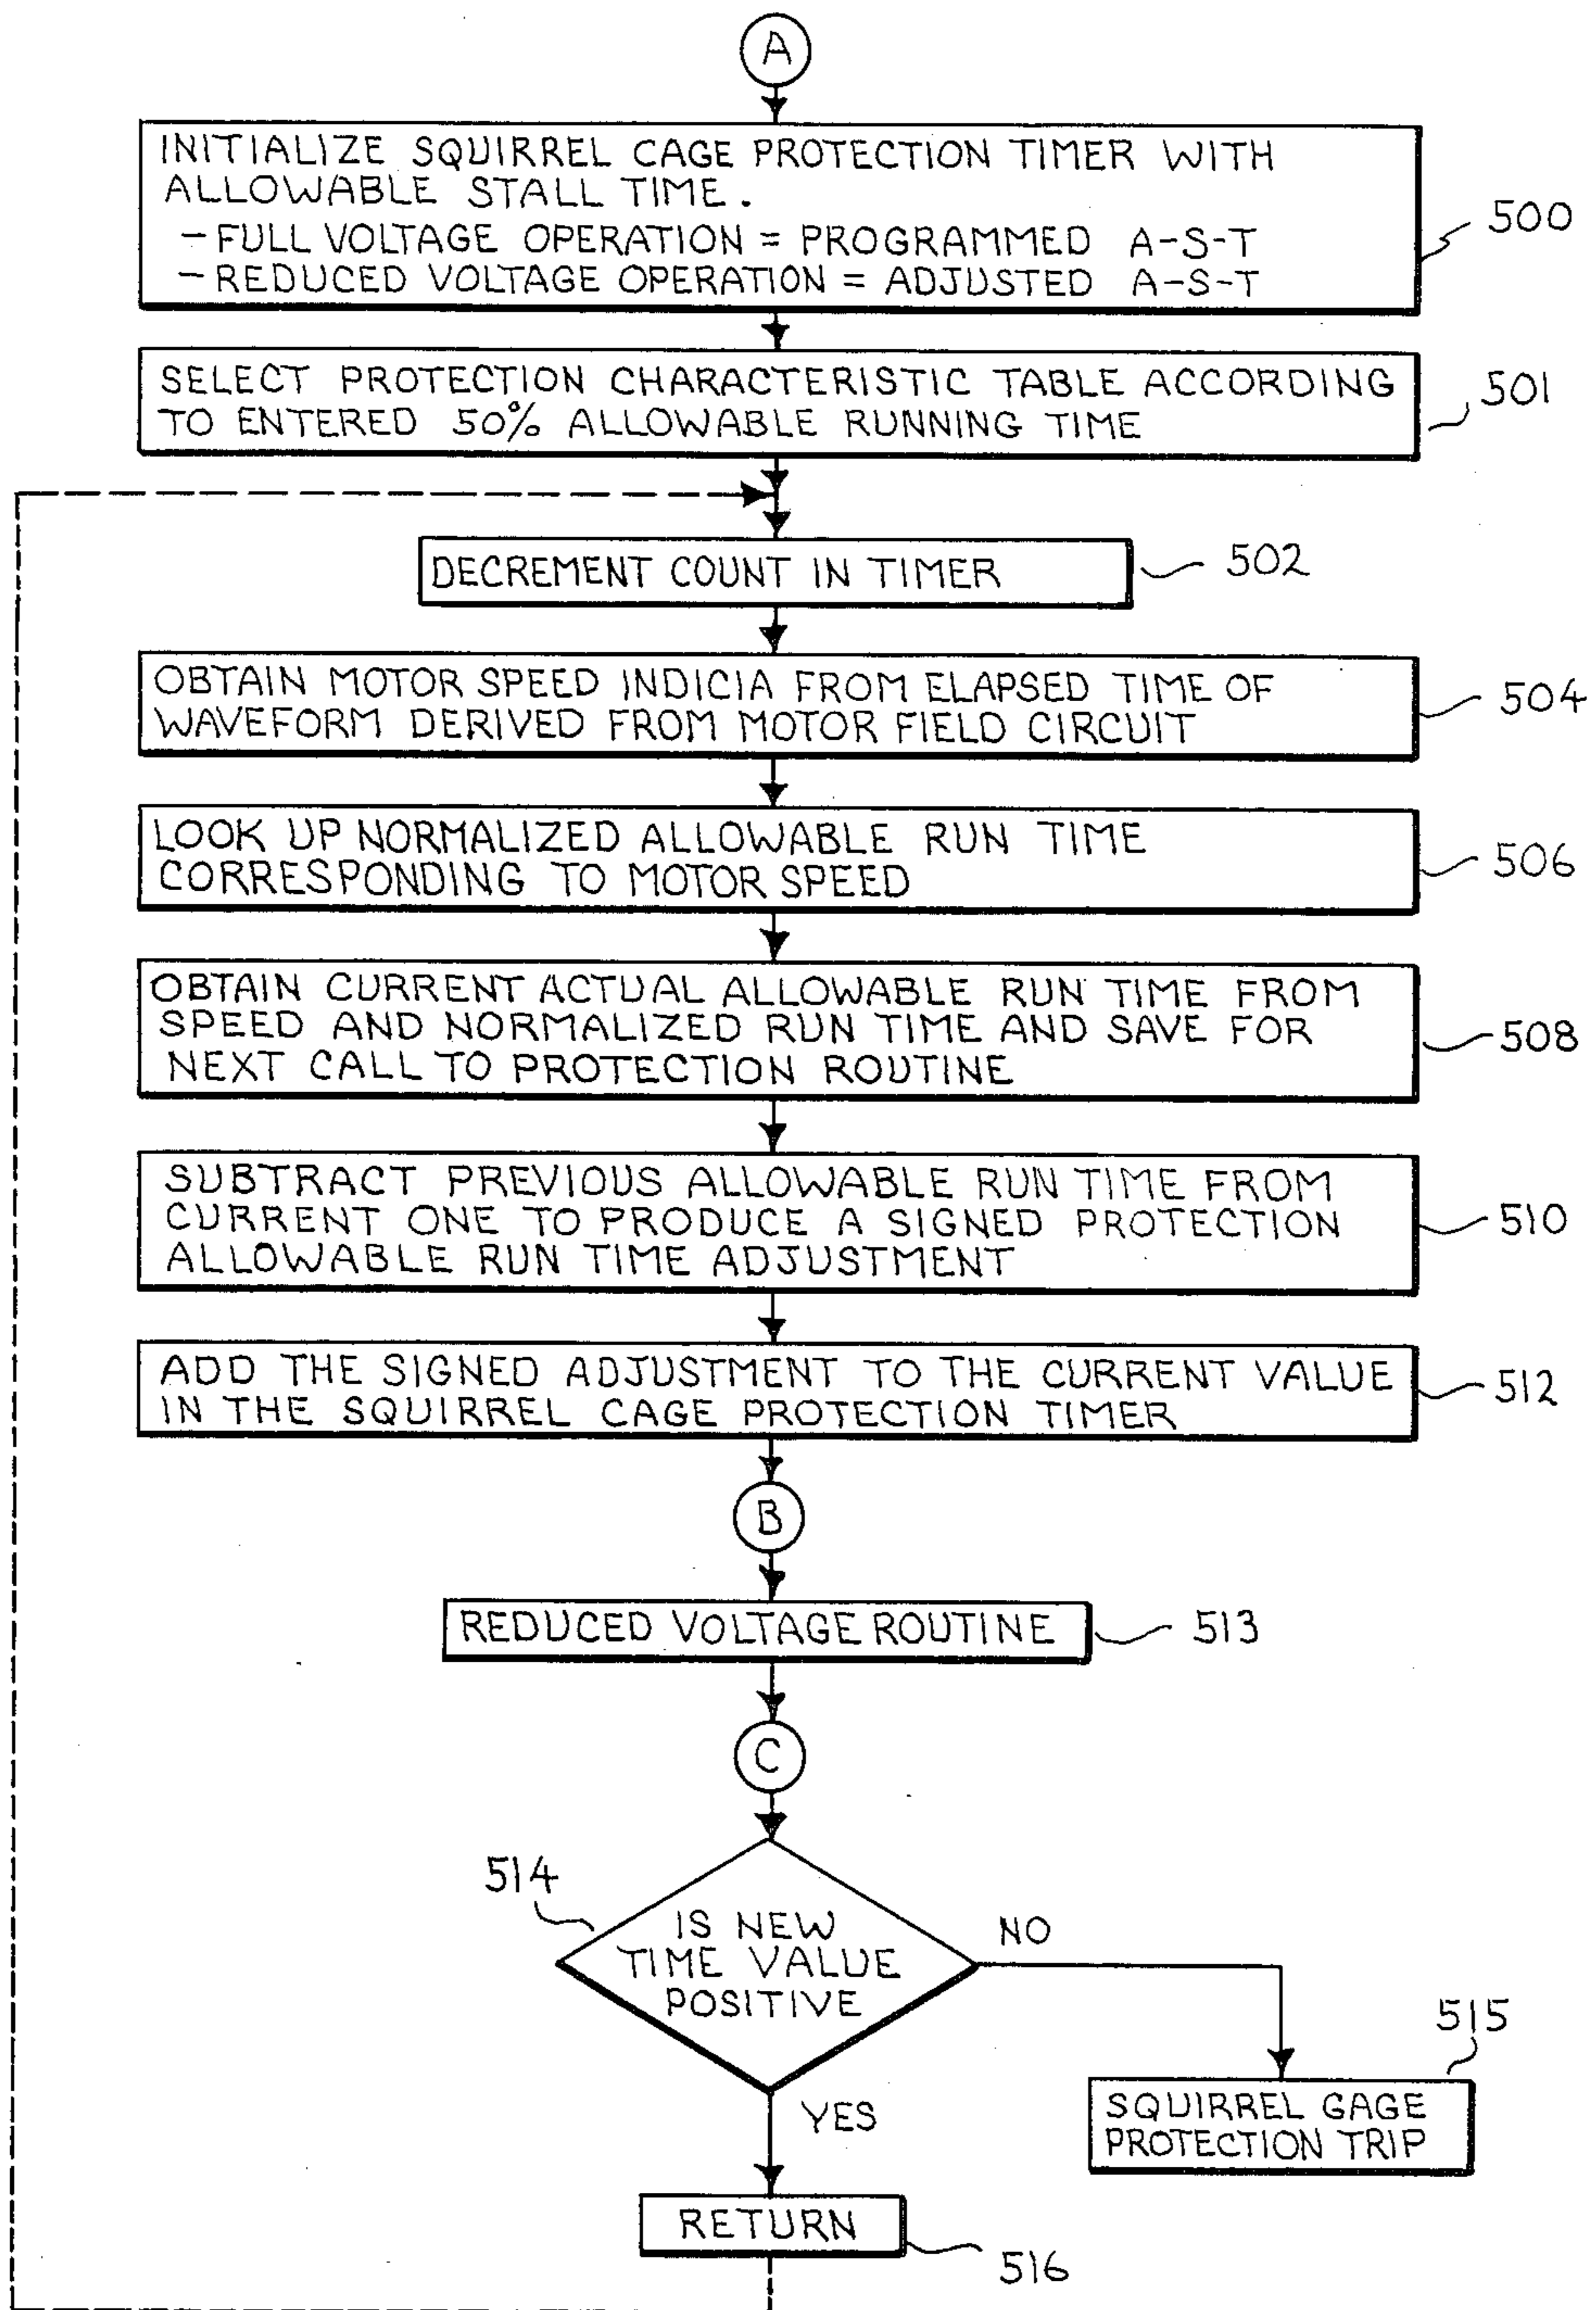 A
INITIALIZE SQUIRREL CAGE PROTECTION TIMER WITH
ALLOWABLE STALL TIME.
- FULL VOLTAGE OPERATION = PROGRAMMED A-S-T
- REDUCED VOLTAGE OPERATION = ADJUSTED A-S-T
500
SELECT PROTECTION CHARACTERISTIC TABLE ACCORDING
TO ENTERED 50% ALLOWABLE RUNNING TIME
501
DECREMENT COUNT IN TIMER
502
OBTAIN MOTOR SPEED INDICIA FROM ELAPSED TIME OF
WAVEFORM DERIVED FROM MOTOR FIELD CIRCUIT
504
LOOK UP NORMALIZED ALLOWABLE RUN TIME
CORRESPONDING TO MOTOR SPEED
506
OBTAIN CURRENT ACTUAL ALLOWABLE RUN TIME FROM
SPEED AND NORMALIZED RUN TIME AND SAVE FOR
NEXT CALL TO PROTECTION ROUTINE
508
SUBTRACT PREVIOUS ALLOWABLE RUN TIME FROM
CURRENT ONE TO PRODUCE A SIGNED PROTECTION
ALLOWABLE RUN TIME ADJUSTMENT
510
ADD THE SIGNED ADJUSTMENT TO THE CURRENT VALUE
IN THE SQUIRREL CAGE PROTECTION TIMER
512
B
REDUCED VOLTAGE ROUTINE
513
C
514
IS NEW
TIME VALUE
POSITIVE
NO
515
SQUIRREL GAGE
PROTECTION TRIP
YES
RETURN
516